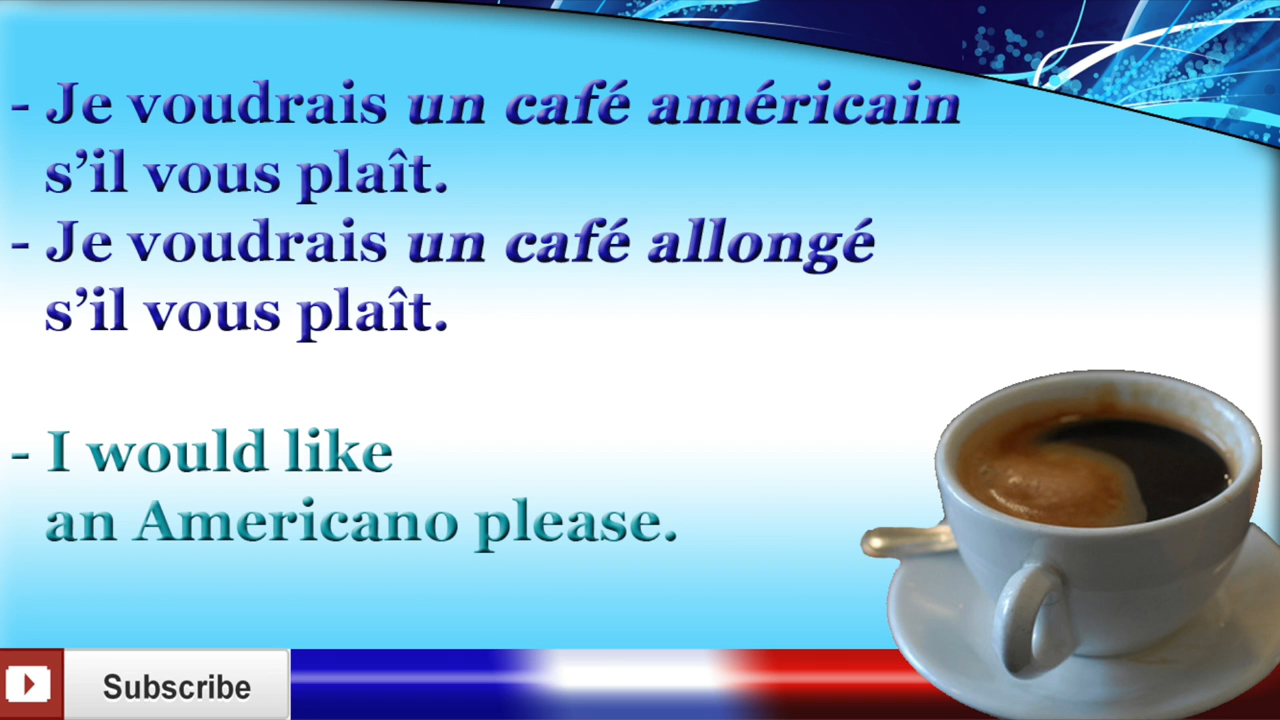 - Je voudrais un café américain
s’il vous plaît.
- Je voudrais un café allongé
s’il vous plaît.
- I would like
an Americano please.
Subscribe